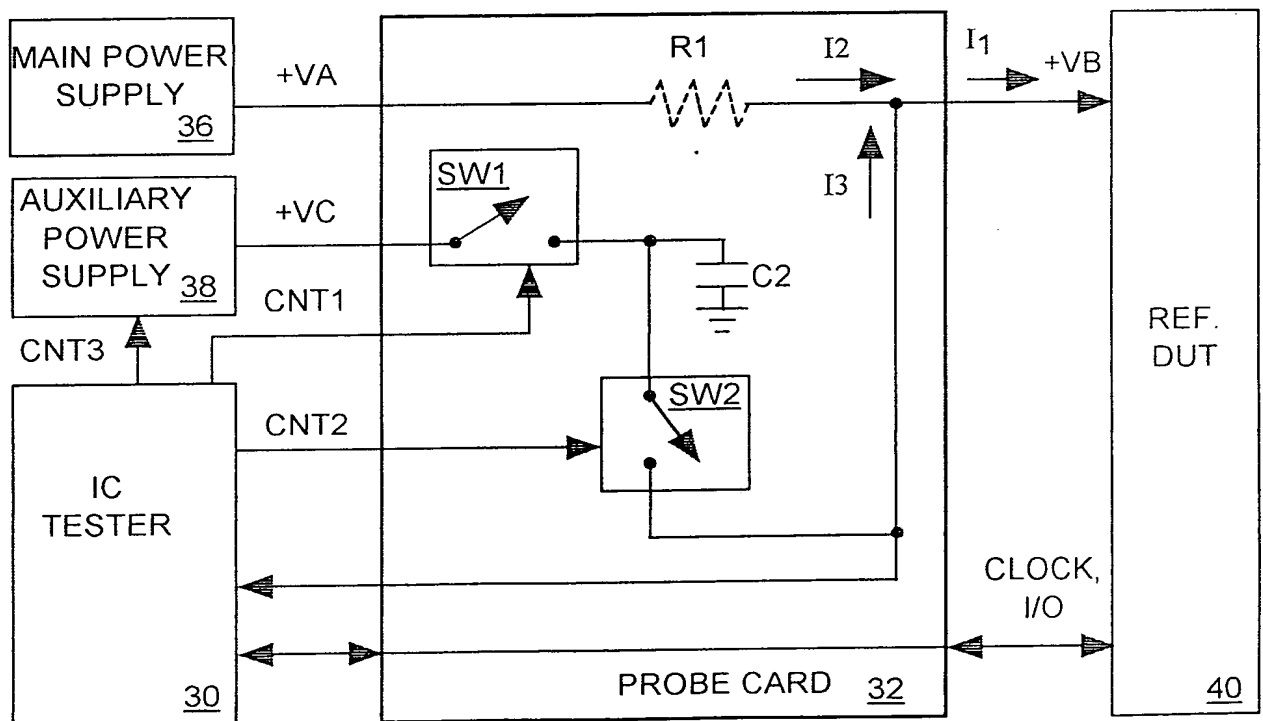 MAIN POWER
SUPPLY
36
+VA
R1
I2
I1
+VB
AUXILIARY
POWER
SUPPLY
38
+VC
SW1
I3
C2
CNT1
CNT3
REF.
DUT
SW2
CNT2
IC
TESTER
CLOCK,
I/O
30
PROBE CARD
32
40